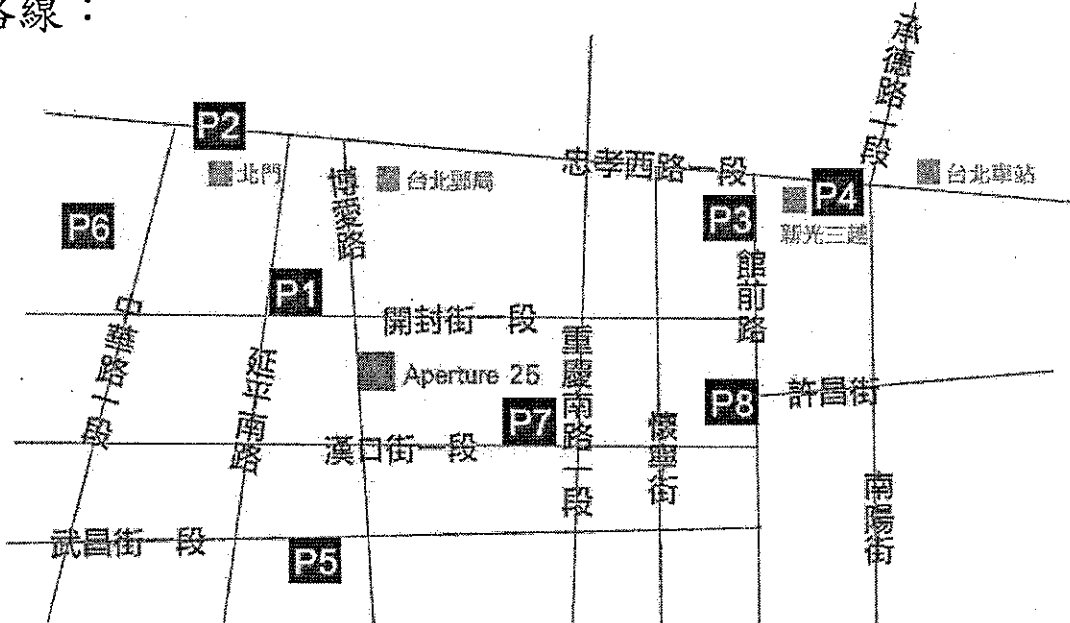 路線：
承德路一段
P2
忠孝西路一段
北門
博愛路
台北郵局
P4
台北車站
P6
P3
新光三越
P1
館前路
開封街一段
中華路一段
重慶南路一段
延平南路
Aperture 25
P8
許昌街
P7
懷寧街
漢口街一段
南陽街
武昌街一段
P5